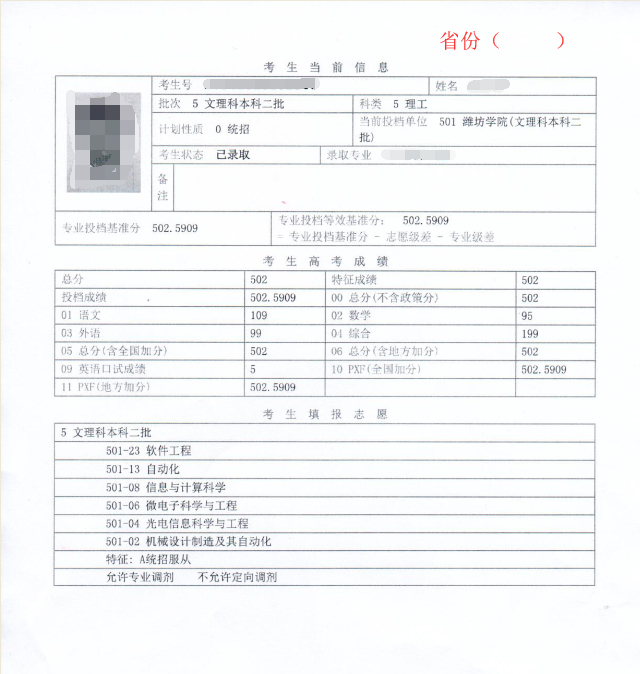 省份（　　）
考 生 当 前 信 息
考生号 姓名
批次 5 文理科本科二批 科类 5 理工
计划性质 0 统招 当前投档单位 501 潍坊学院(文理科本科二批)
考生状态 已录取 录取专业
备注
专业投档基准分 502.5909 专业投档等效基准分: 502.5909
= 专业投档基准分 - 志愿级差 - 专业级差
考 生 高 考 成 绩
总分 502 特征成绩 502
投档成绩 502.5909 00 总分(不含政策分) 502
01 语文 109 02 数学 95
03 外语 99 04 综合 199
05 总分(含全国加分) 502 06 总分(含地方加分) 502
09 英语口试成绩 5 10 PXF(全国加分) 502.5909
11 PXF(地方加分) 502.5909
考 生 填 报 志 愿
5 文理科本科二批
501-23 软件工程
501-13 自动化
501-08 信息与计算科学
501-06 微电子科学与工程
501-04 光电信息科学与工程
501-02 机械设计制造及其自动化
特征: A统招服从
允许专业调剂 不允许定向调剂